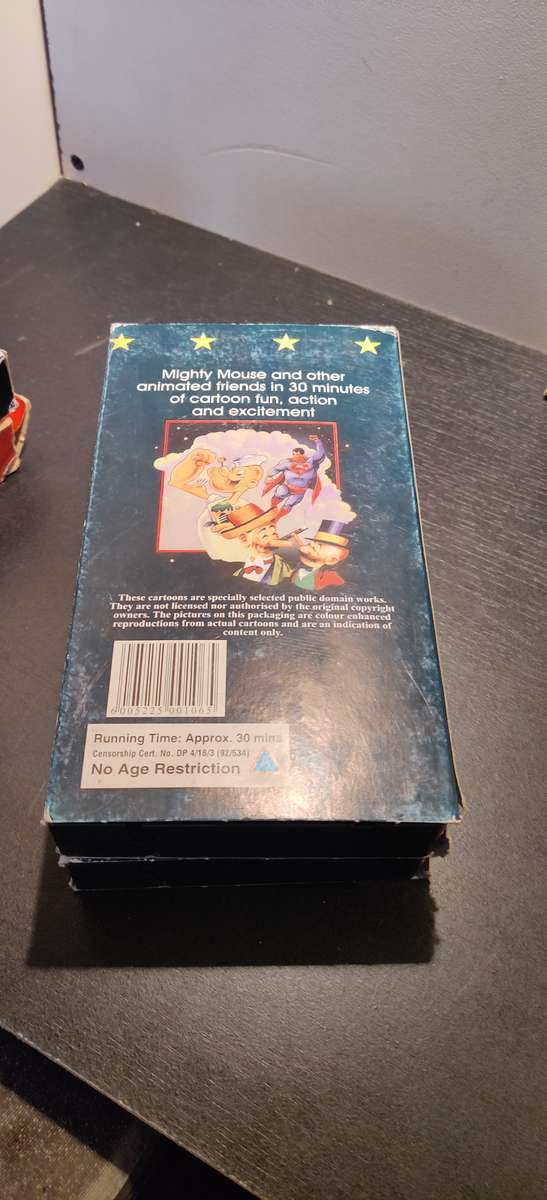 Mighty Mouse and other
animated friends in 30 minutes
of cartoon fun, action
and excitement
These cartoons are specially selected public domain works.
They are not licensed nor authorised by the original copyright
owners. The pictures on this packaging are colour enhanced
reproductions from actual cartoons and are an indication of
content only.
6 005225 001065
Running Time: Approx. 30 mins
Censorship Cert. No. DP 4/18/3 (92/534)
No Age Restriction